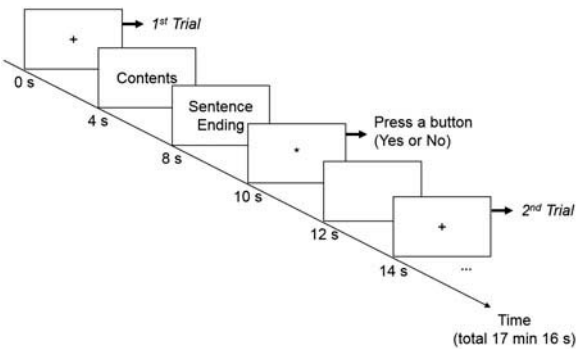 +
1st Trial
0 s
Contents
4 s
Sentence
Ending
8 s
*
Press a button
(Yes or No)
10 s
12 s
+
2nd Trial
14 s
...
Time
(total 17 min 16 s)